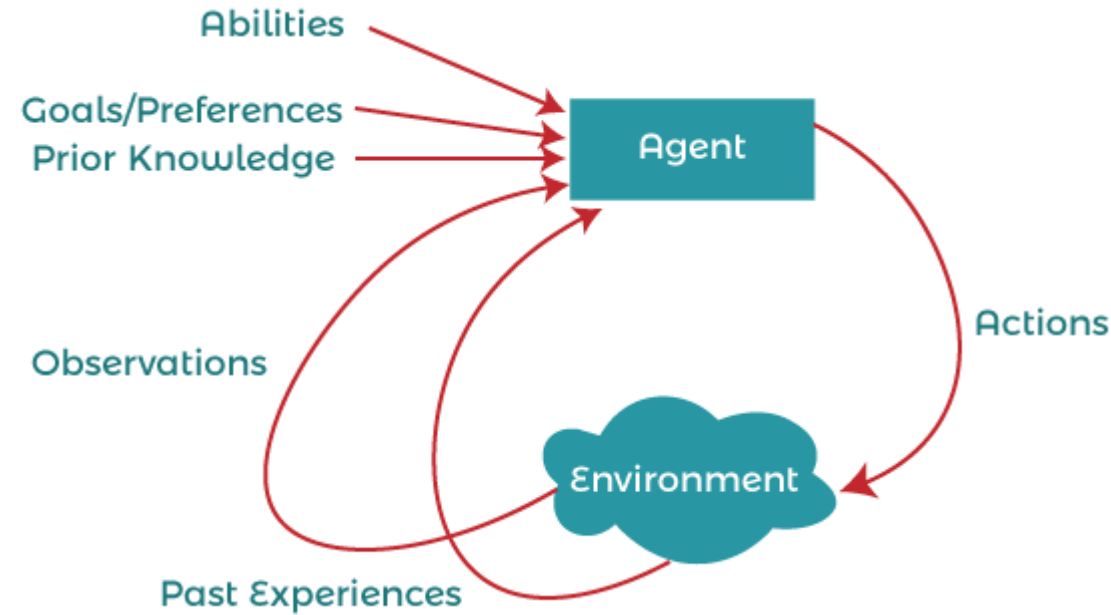 Abilities
Goals/Preferences
Prior Knowledge
Agent
Actions
Observations
Environment
Past Experiences